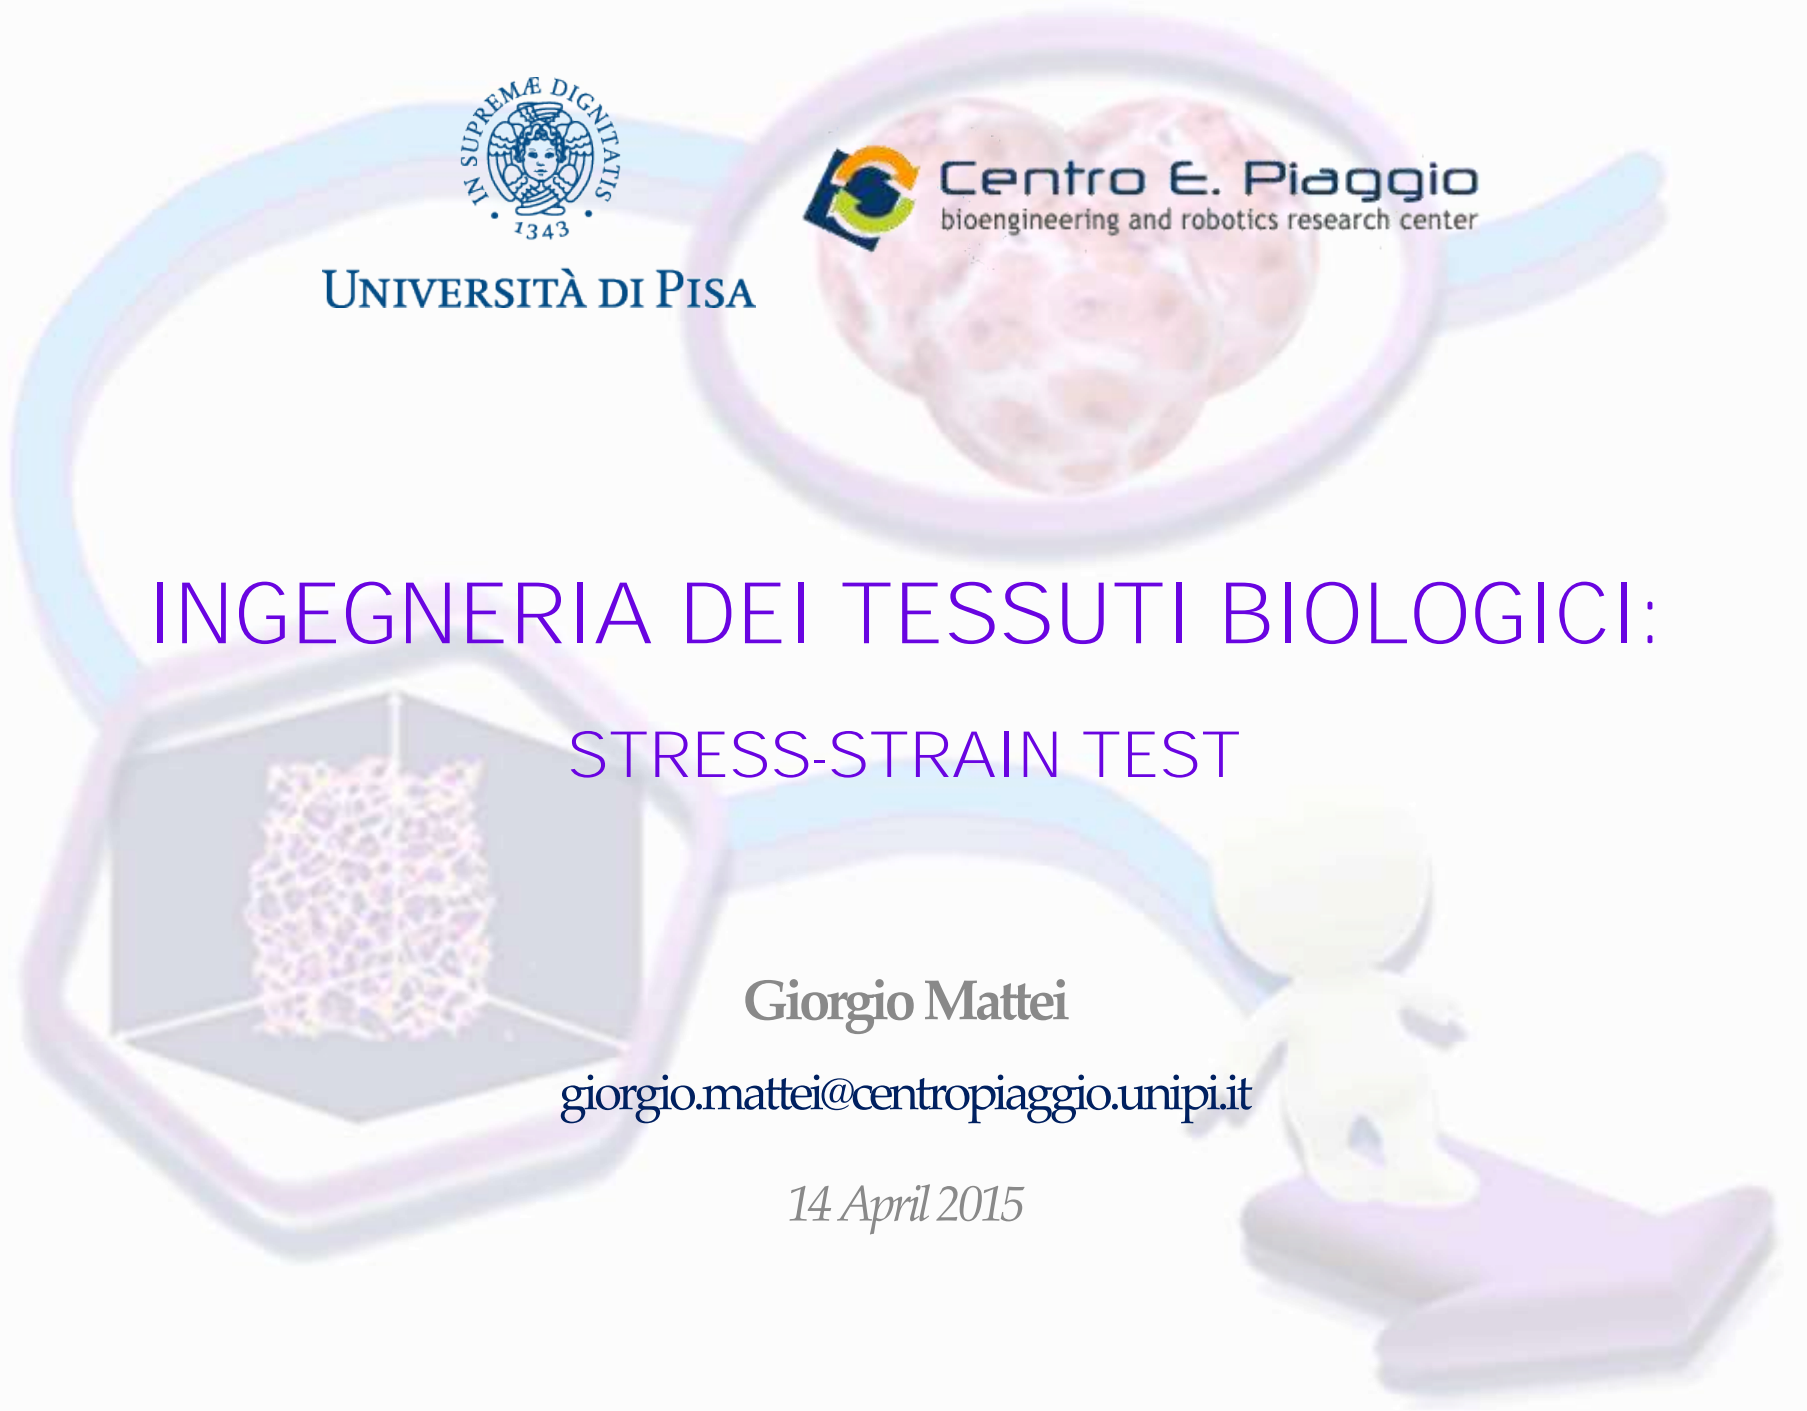 IN SUPREMÆ DIGNITATIS
1343
UNIVERSITÀ DI PISA
Centro E. Piaggio
bioengineering and robotics research center
INGEGNERIA DEI TESSUTI BIOLOGICI:
STRESS-STRAIN TEST
Giorgio Mattei
giorgio.mattei@centropiaggio.unipi.it
14 April 2015